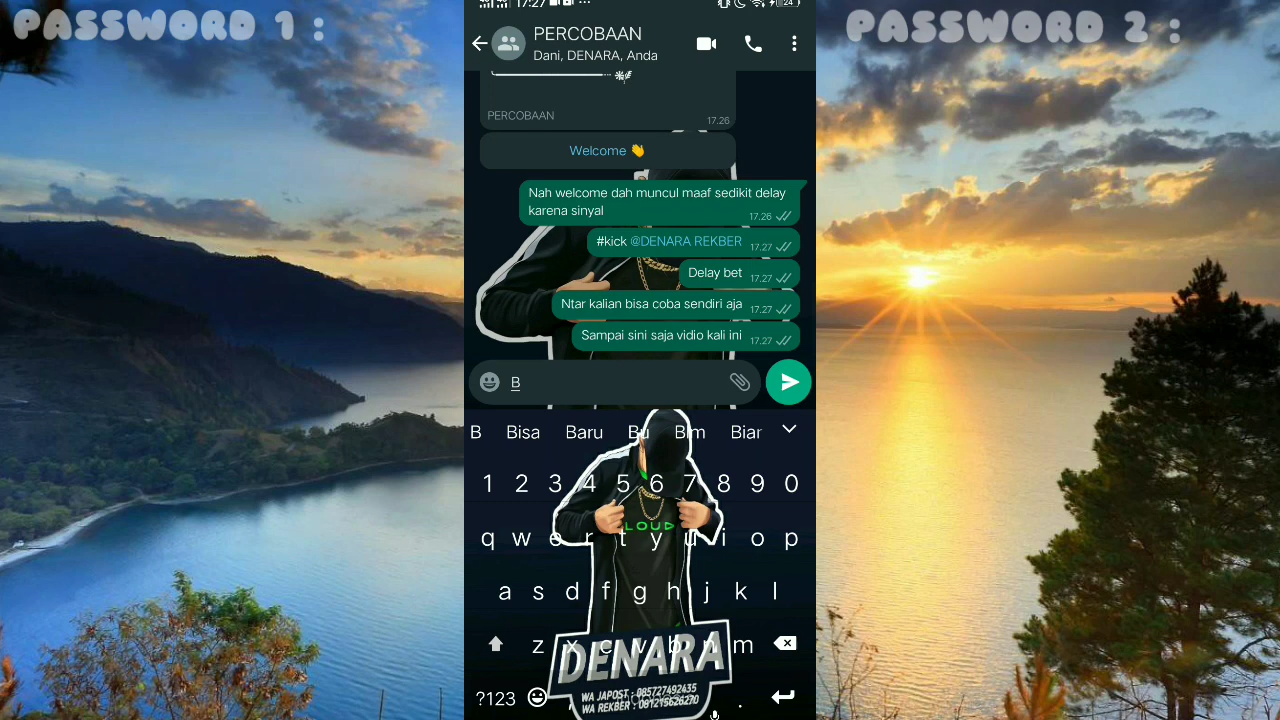 PASSWORD 1 :
PASSWORD 2 :
17:27
24
PERCOBAAN
Dani, DENARA, Anda
PERCOBAAN
17.26
Welcome 👋
Nah welcome dah muncul maaf sedikit delay
karena sinyal
17.26
#kick @DENARA REKBER 17.27
Delay bet 17.27
Ntar kalian bisa coba sendiri aja 17.27
Sampai sini saja vidio kali ini 17.27
B
B Bisa Baru Bu Blm Biar
1 2 3 4 5 6 7 8 9 0
LOUD
q w e r t y u i o p
a s d f g h j k l
z x c v b n m
DENARA
WA JAPOST : 085727492435
WA REKBER : 081215626270
?123 , .